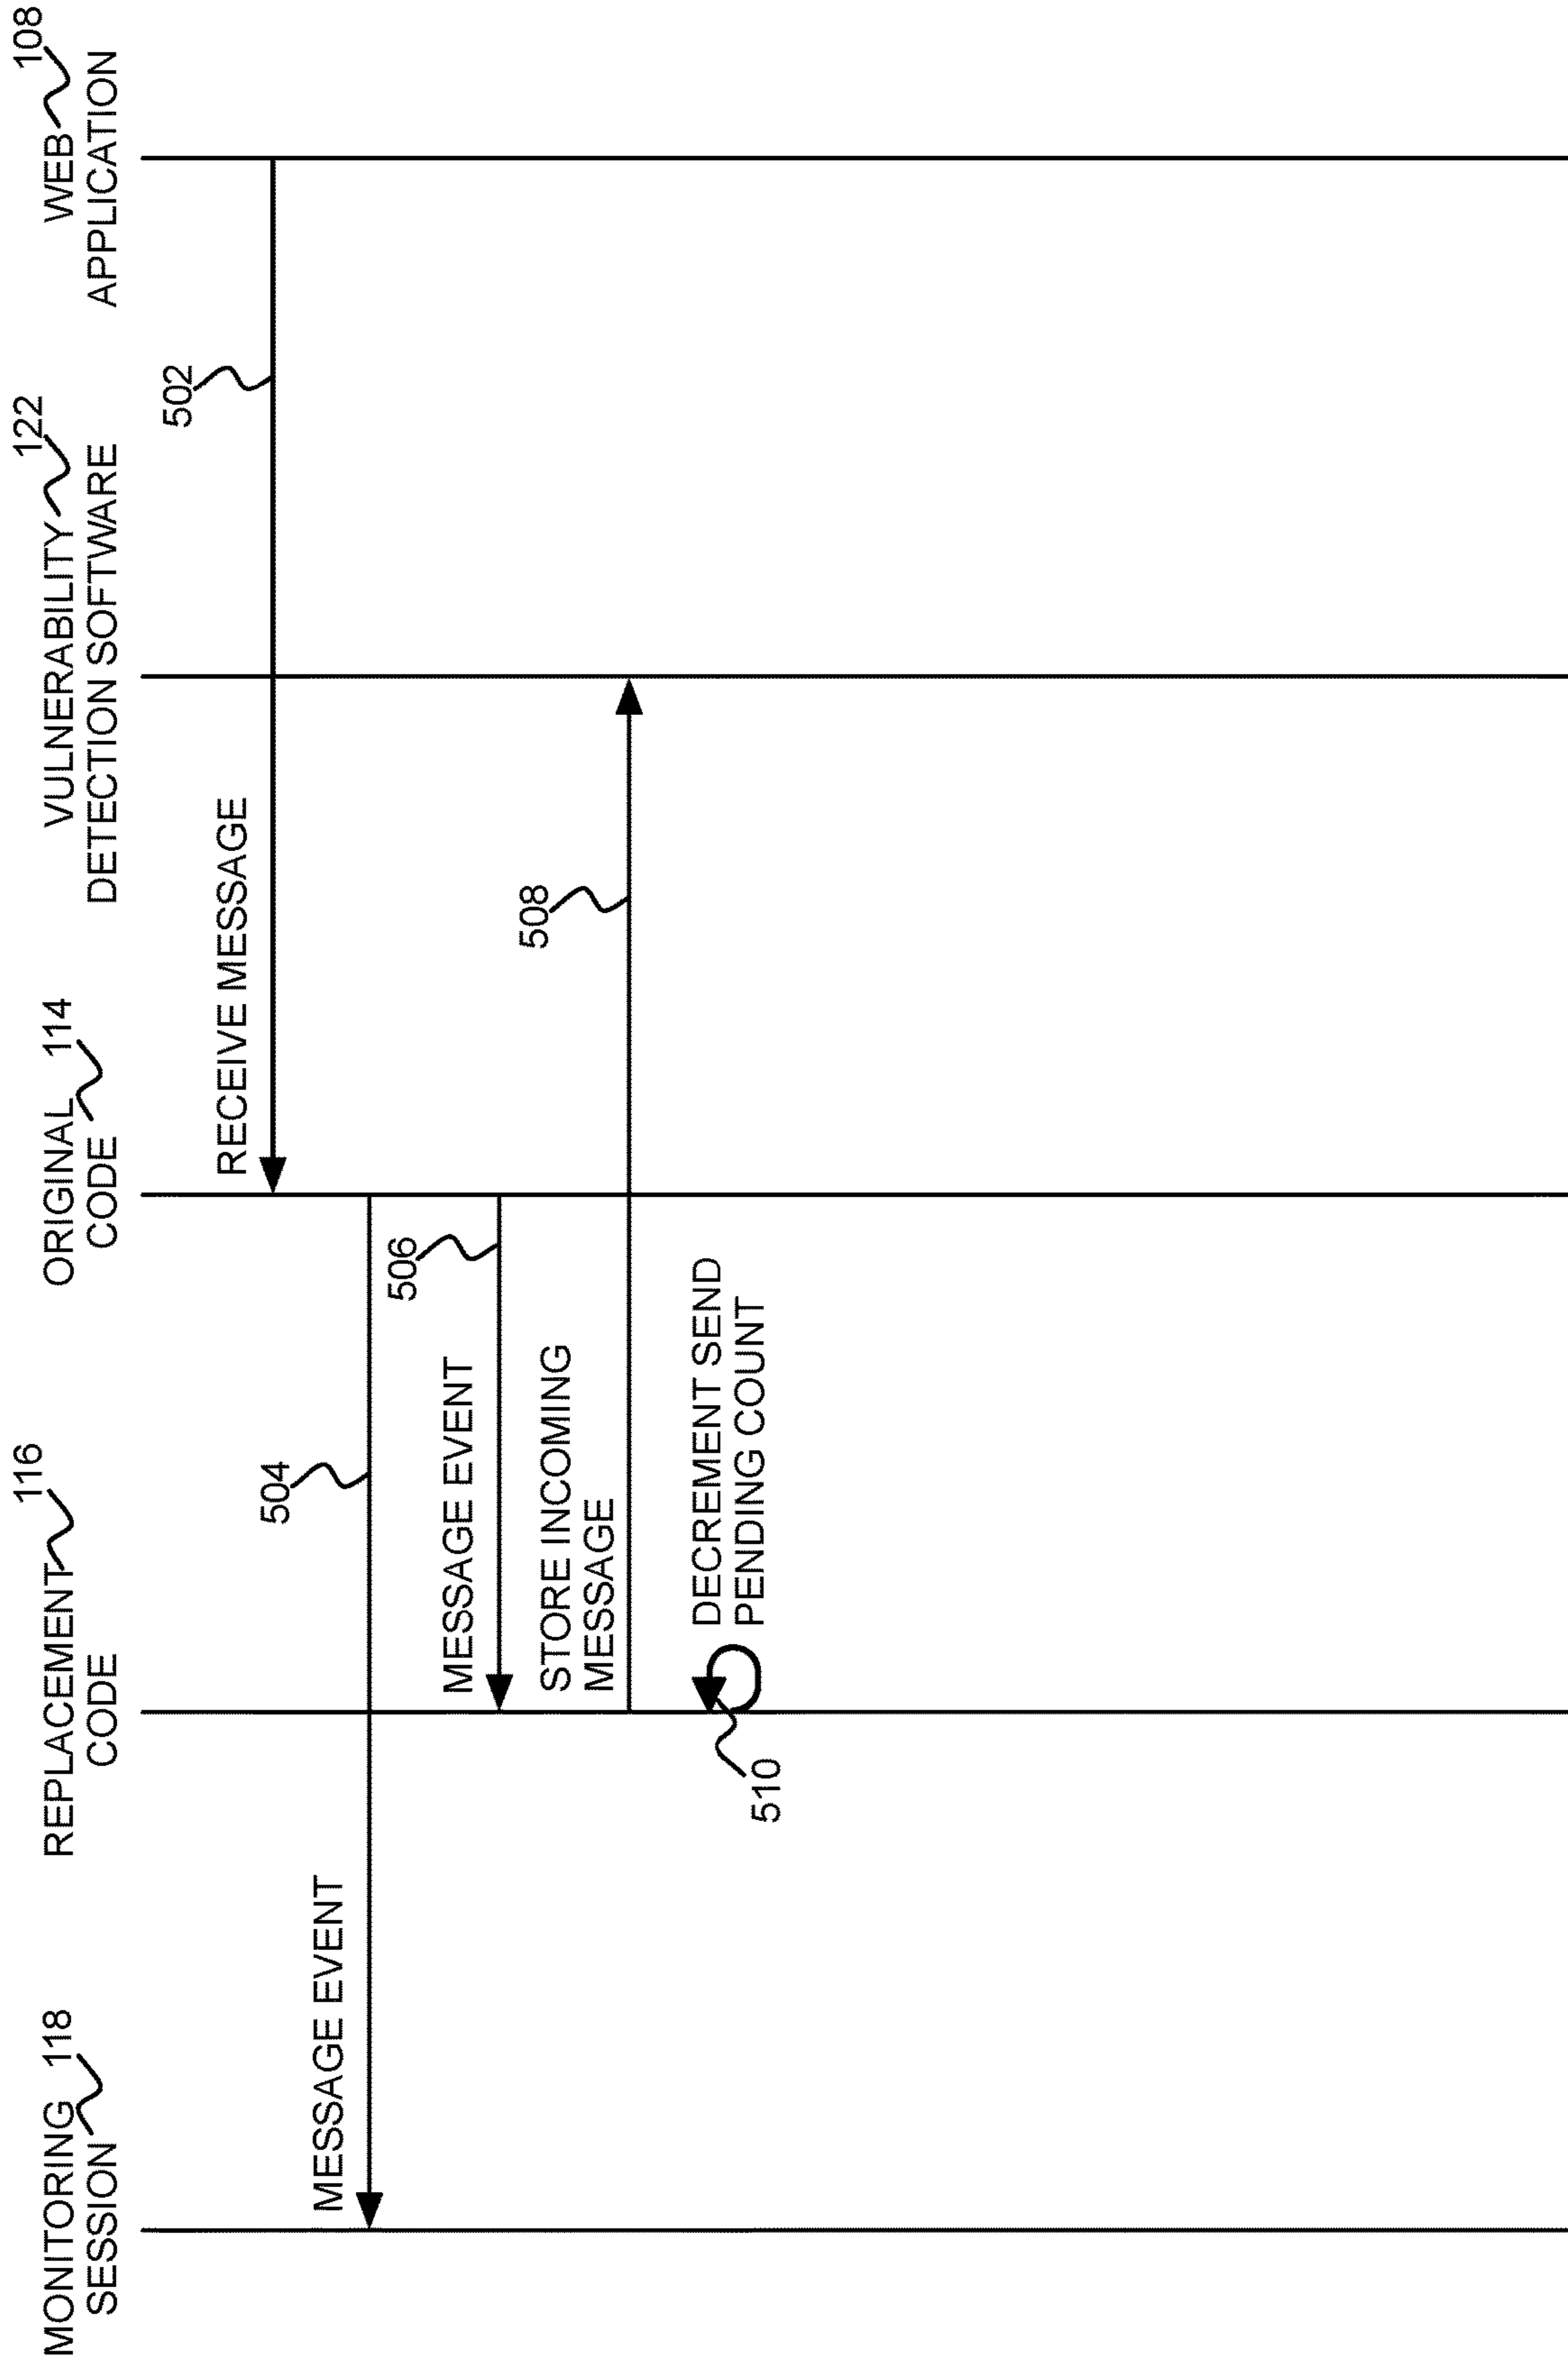 MONITORING 118
SESSION
116
REPLACEMENT
CODE
ORIGINAL 114
CODE
122
VULNERABILITY
DETECTION SOFTWARE
108
WEB
APPLICATION
502
RECEIVE MESSAGE
504
MESSAGE EVENT
506
MESSAGE EVENT
508
STORE INCOMING
MESSAGE
DECREMENT SEND
PENDING COUNT
510